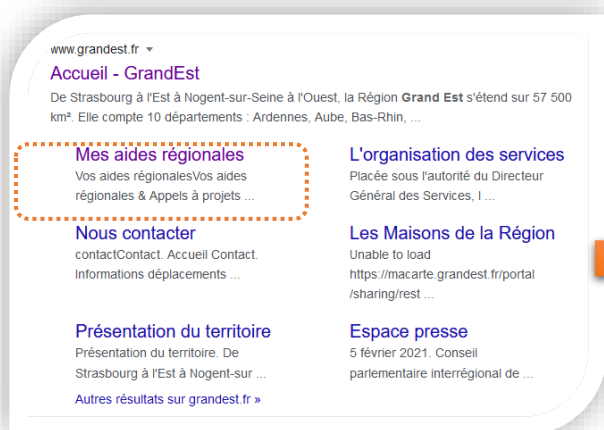 www.grandest.fr
Accueil - GrandEst
De Strasbourg à l'Est à Nogent-sur-Seine à l'Ouest, la Région Grand Est s'étend sur 57 500
km². Elle compte 10 départements : Ardennes, Aube, Bas-Rhin, ...
Mes aides régionales
Vos aides régionalesVos aides
régionales & Appels à projets ...
L'organisation des services
Placée sous l'autorité du Directeur
Général des Services, l ...
Nous contacter
contactContact. Accueil Contact.
Informations déplacements ...
Les Maisons de la Région
Unable to load
https://macarte.grandest.fr/portal
/sharing/rest ...
Présentation du territoire
Présentation du territoire. De
Strasbourg à l'Est à Nogent-sur ...
Espace presse
5 février 2021. Conseil
parlementaire interrégional de ...
Autres résultats sur grandest.fr »